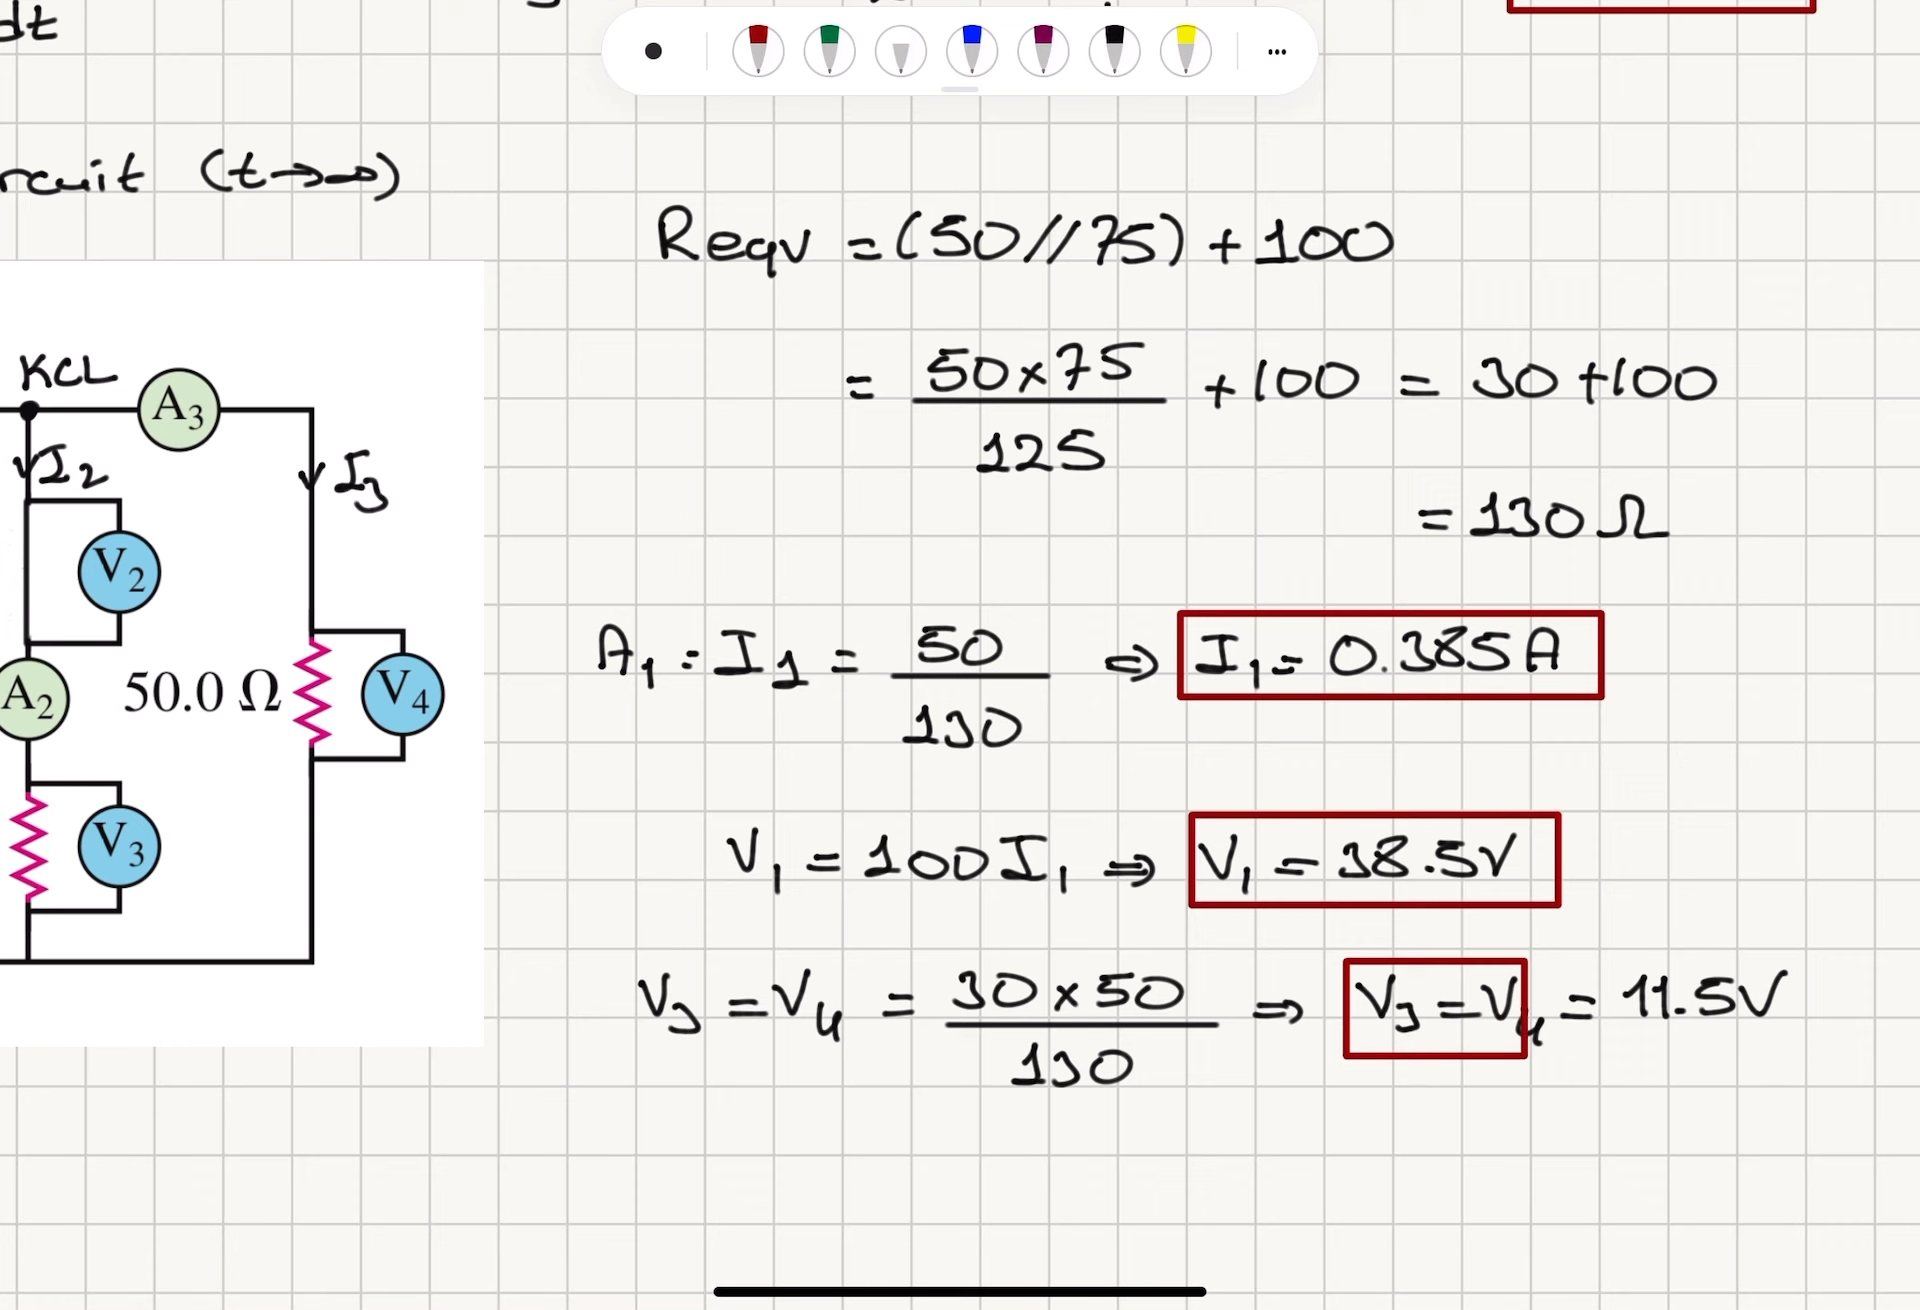 dt
rcuit (t→∞)
Reqv = (50//75) + 100
= 50×75 / 125 + 100 = 30+100
= 130 Ω
KCL
A3
I2
I3
V2
A2
50.0 Ω
V4
V3
A1 : I1 = 50 / 130 ⇒ I1 = 0.385A
V1 = 100 I1 ⇒ V1 = 38.5V
V3 = V4 = 30×50 / 130 ⇒ V3 = V4 = 11.5V